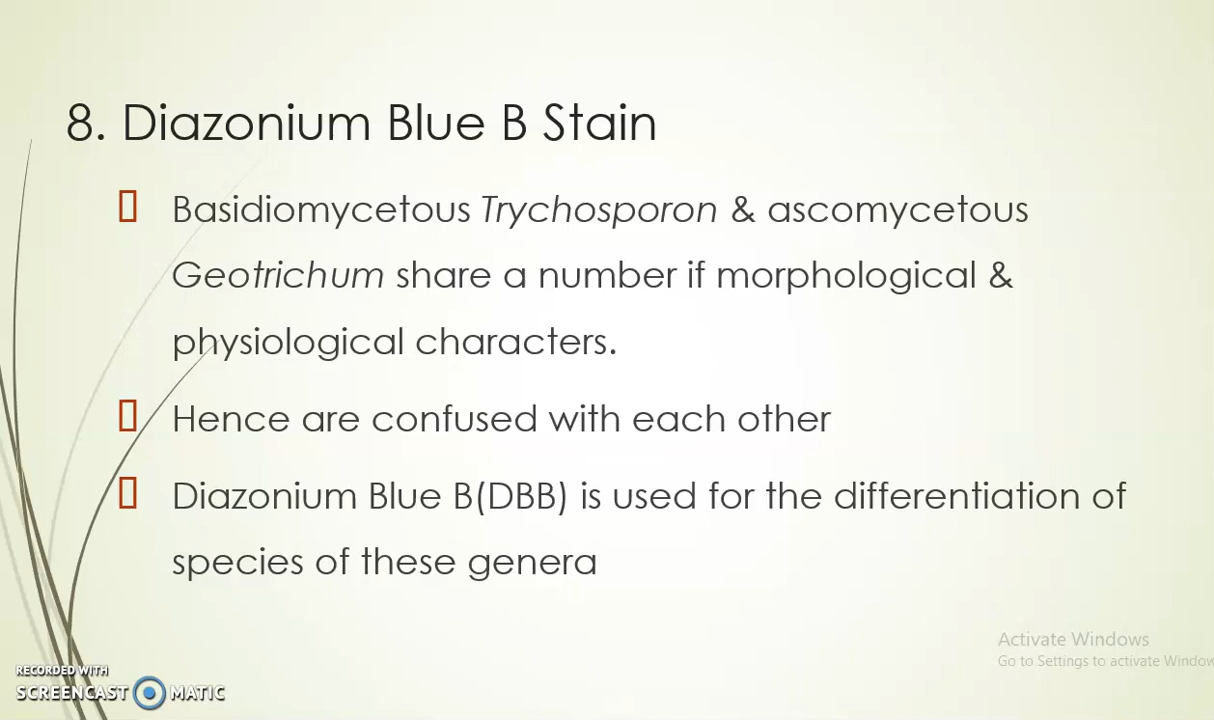 8. Diazonium Blue B Stain
Basidiomycetous Trychosporon & ascomycetous
Geotrichum share a number if morphological &
physiological characters.
Hence are confused with each other
Diazonium Blue B(DBB) is used for the differentiation of
species of these genera
Activate Windows
Go to Settings to activate Window
RECORDED WITH
SCREENCAST MATIC